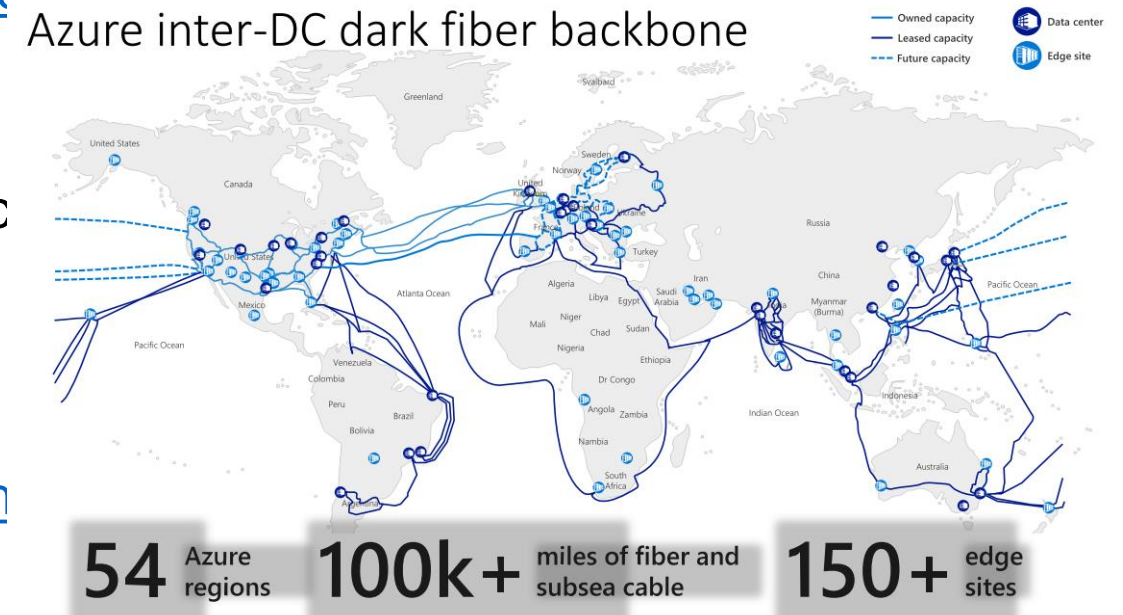 Azure inter-DC dark fiber backbone
Owned capacity
Leased capacity
Future capacity
Data center
Edge site
Svalbard
Greenland
United States
Canada
Sweden
Norway
United
Kingdom
Poland
Ukraine
France
Russia
United States
Turkey
Iran
China
Atlanta Ocean
Algeria
Libya
Egypt
Saudi
Arabia
Myanmar
(Burma)
Pacific Ocean
Mexico
Mali
Niger
Chad
Sudan
Pacific Ocean
Nigeria
Ethiopia
Venezuela
Colombia
Dr Congo
Peru
Brazil
Angola
Zambia
Indian Ocean
Indonesia
Bolivia
Namibia
Australia
South
Africa
Argentina
54
Azure
regions
100k+
miles of fiber and
subsea cable
150+
edge
sites